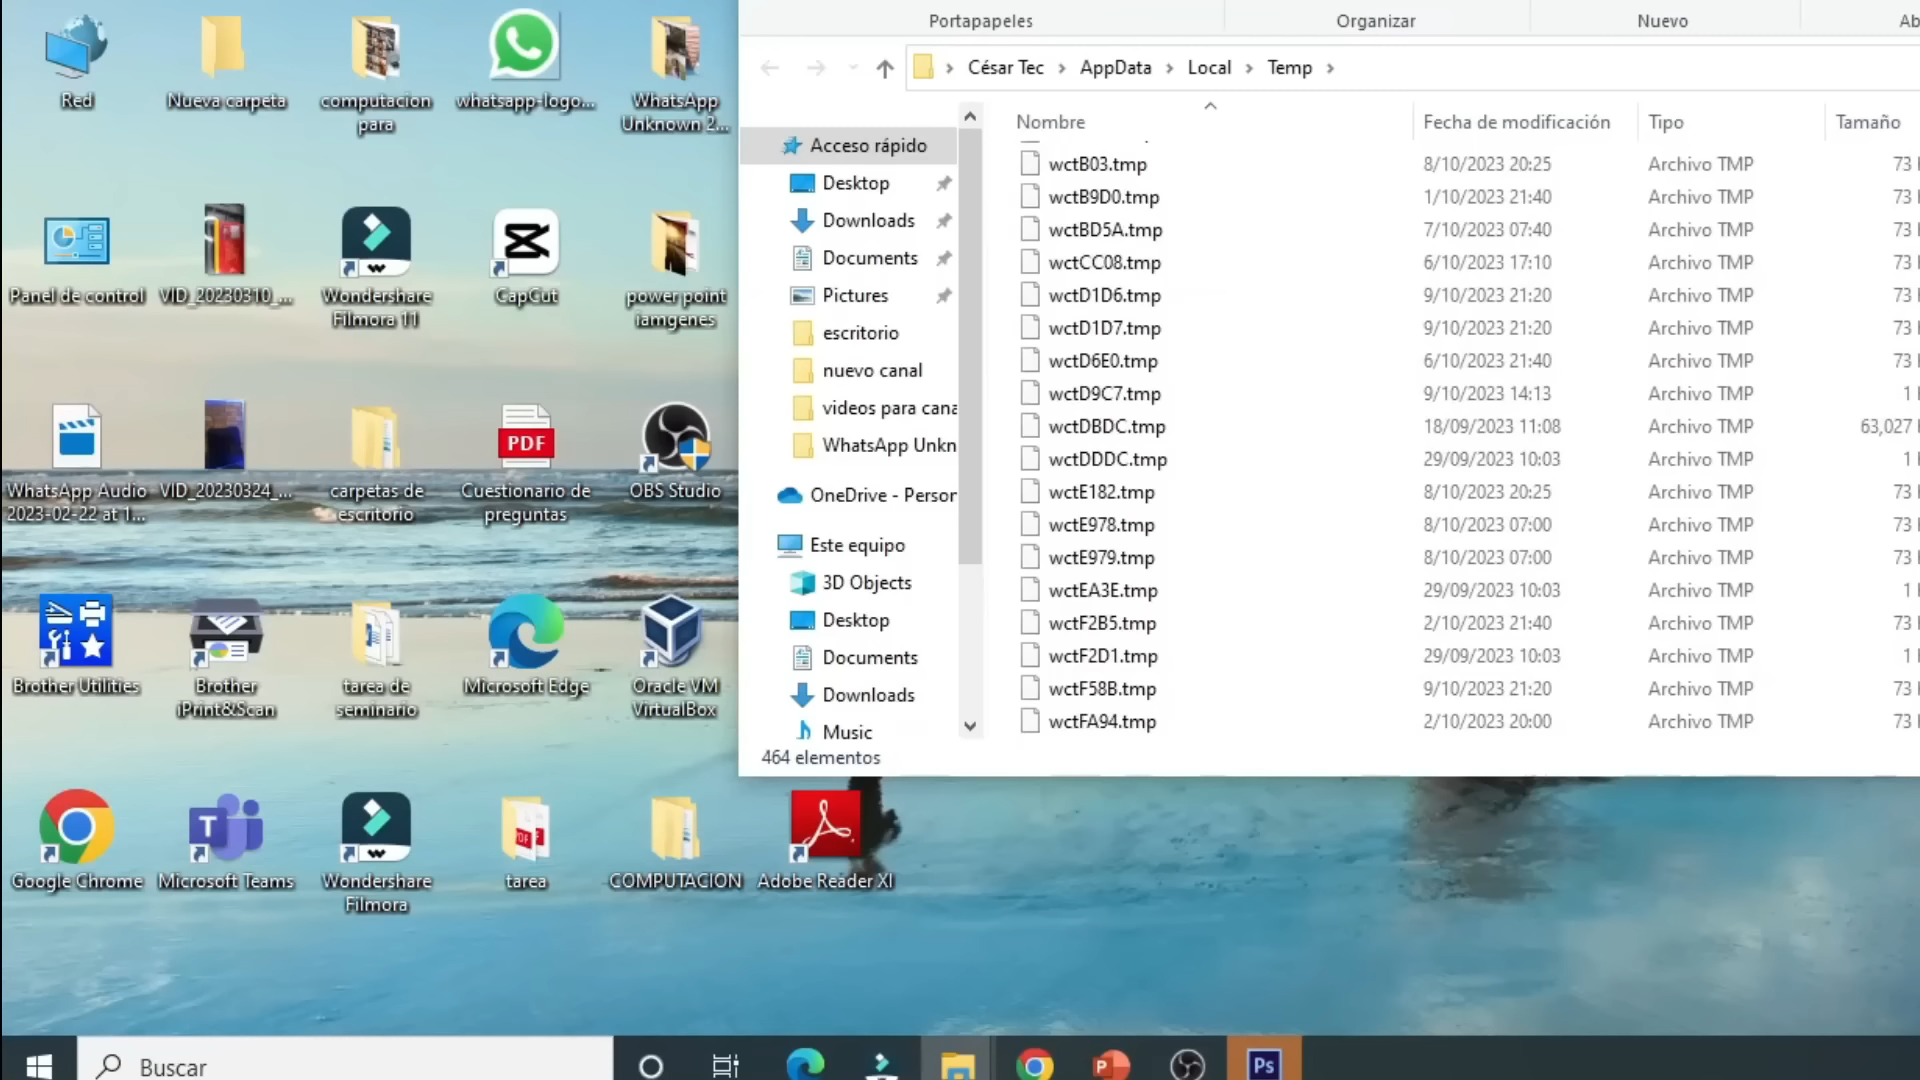 Red
Nueva carpeta
computacion
para
whatsapp-logo...
WhatsApp
Unknown 2...
Panel de control
VID_20230310_...
Wondershare
Filmora 11
CapCut
power point
iamgenes
WhatsApp Audio
2023-02-22 at 1...
VID_20230324_...
carpetas de
escritorio
PDF
Cuestionario de
preguntas
OBS Studio
Brother Utilities
Brother
iPrint&Scan
tarea de
seminario
Microsoft Edge
Oracle VM
VirtualBox
Google Chrome
T
Microsoft Teams
Wondershare
Filmora
tarea
COMPUTACION
Adobe Reader XI
Portapapeles
Organizar
Nuevo
Ab
César Tec
AppData
Local
Temp
Acceso rápido
Desktop
Downloads
Documents
Pictures
escritorio
nuevo canal
videos para cana
WhatsApp Unkn
OneDrive - Person
Este equipo
3D Objects
Desktop
Documents
Downloads
Music
464 elementos
Nombre Fecha de modificación Tipo Tamaño
wctB03.tmp 8/10/2023 20:25 Archivo TMP 73
wctB9D0.tmp 1/10/2023 21:40 Archivo TMP 73
wctBD5A.tmp 7/10/2023 07:40 Archivo TMP 73
wctCC08.tmp 6/10/2023 17:10 Archivo TMP 73
wctD1D6.tmp 9/10/2023 21:20 Archivo TMP 73
wctD1D7.tmp 9/10/2023 21:20 Archivo TMP 73
wctD6E0.tmp 6/10/2023 21:40 Archivo TMP 73
wctD9C7.tmp 9/10/2023 14:13 Archivo TMP 1
wctDBDC.tmp 18/09/2023 11:08 Archivo TMP 63,027
wctDDDC.tmp 29/09/2023 10:03 Archivo TMP 1
wctE182.tmp 8/10/2023 20:25 Archivo TMP 73
wctE978.tmp 8/10/2023 07:00 Archivo TMP 73
wctE979.tmp 8/10/2023 07:00 Archivo TMP 73
wctEA3E.tmp 29/09/2023 10:03 Archivo TMP 1
wctF2B5.tmp 2/10/2023 21:40 Archivo TMP 73
wctF2D1.tmp 29/09/2023 10:03 Archivo TMP 1
wctF58B.tmp 9/10/2023 21:20 Archivo TMP 73
wctFA94.tmp 2/10/2023 20:00 Archivo TMP 73
Buscar
P
Ps